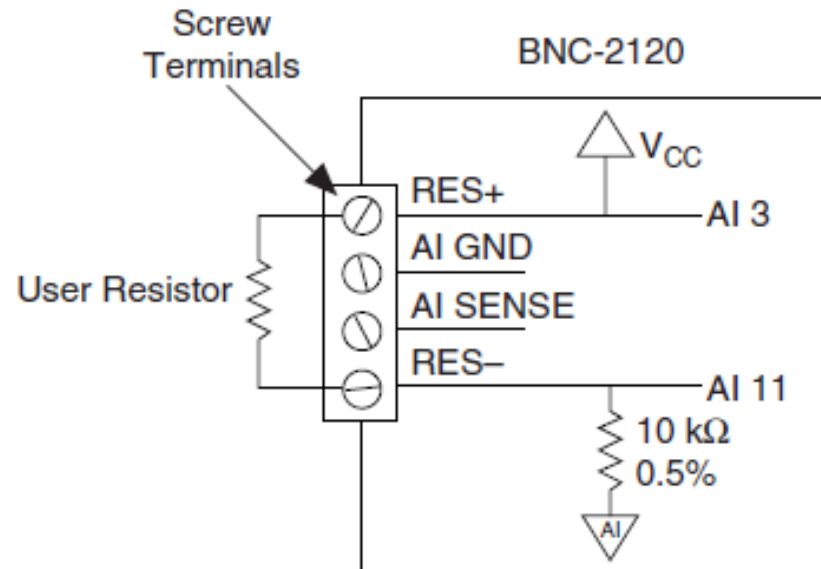 Screw
Terminals
BNC-2120
V_CC
RES+
AI 3
AI GND
User Resistor
AI SENSE
RES–
AI 11
10 kΩ
0.5%
AI